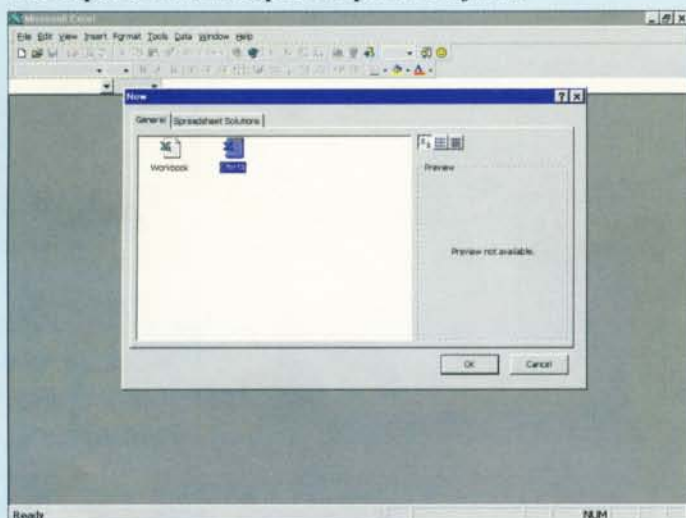 Microsoft Excel
File Edit View Insert Format Tools Data Window Help
New
General Spreadsheet Solutions
Workbook
Preview
Preview not available.
OK Cancel
Ready NUM